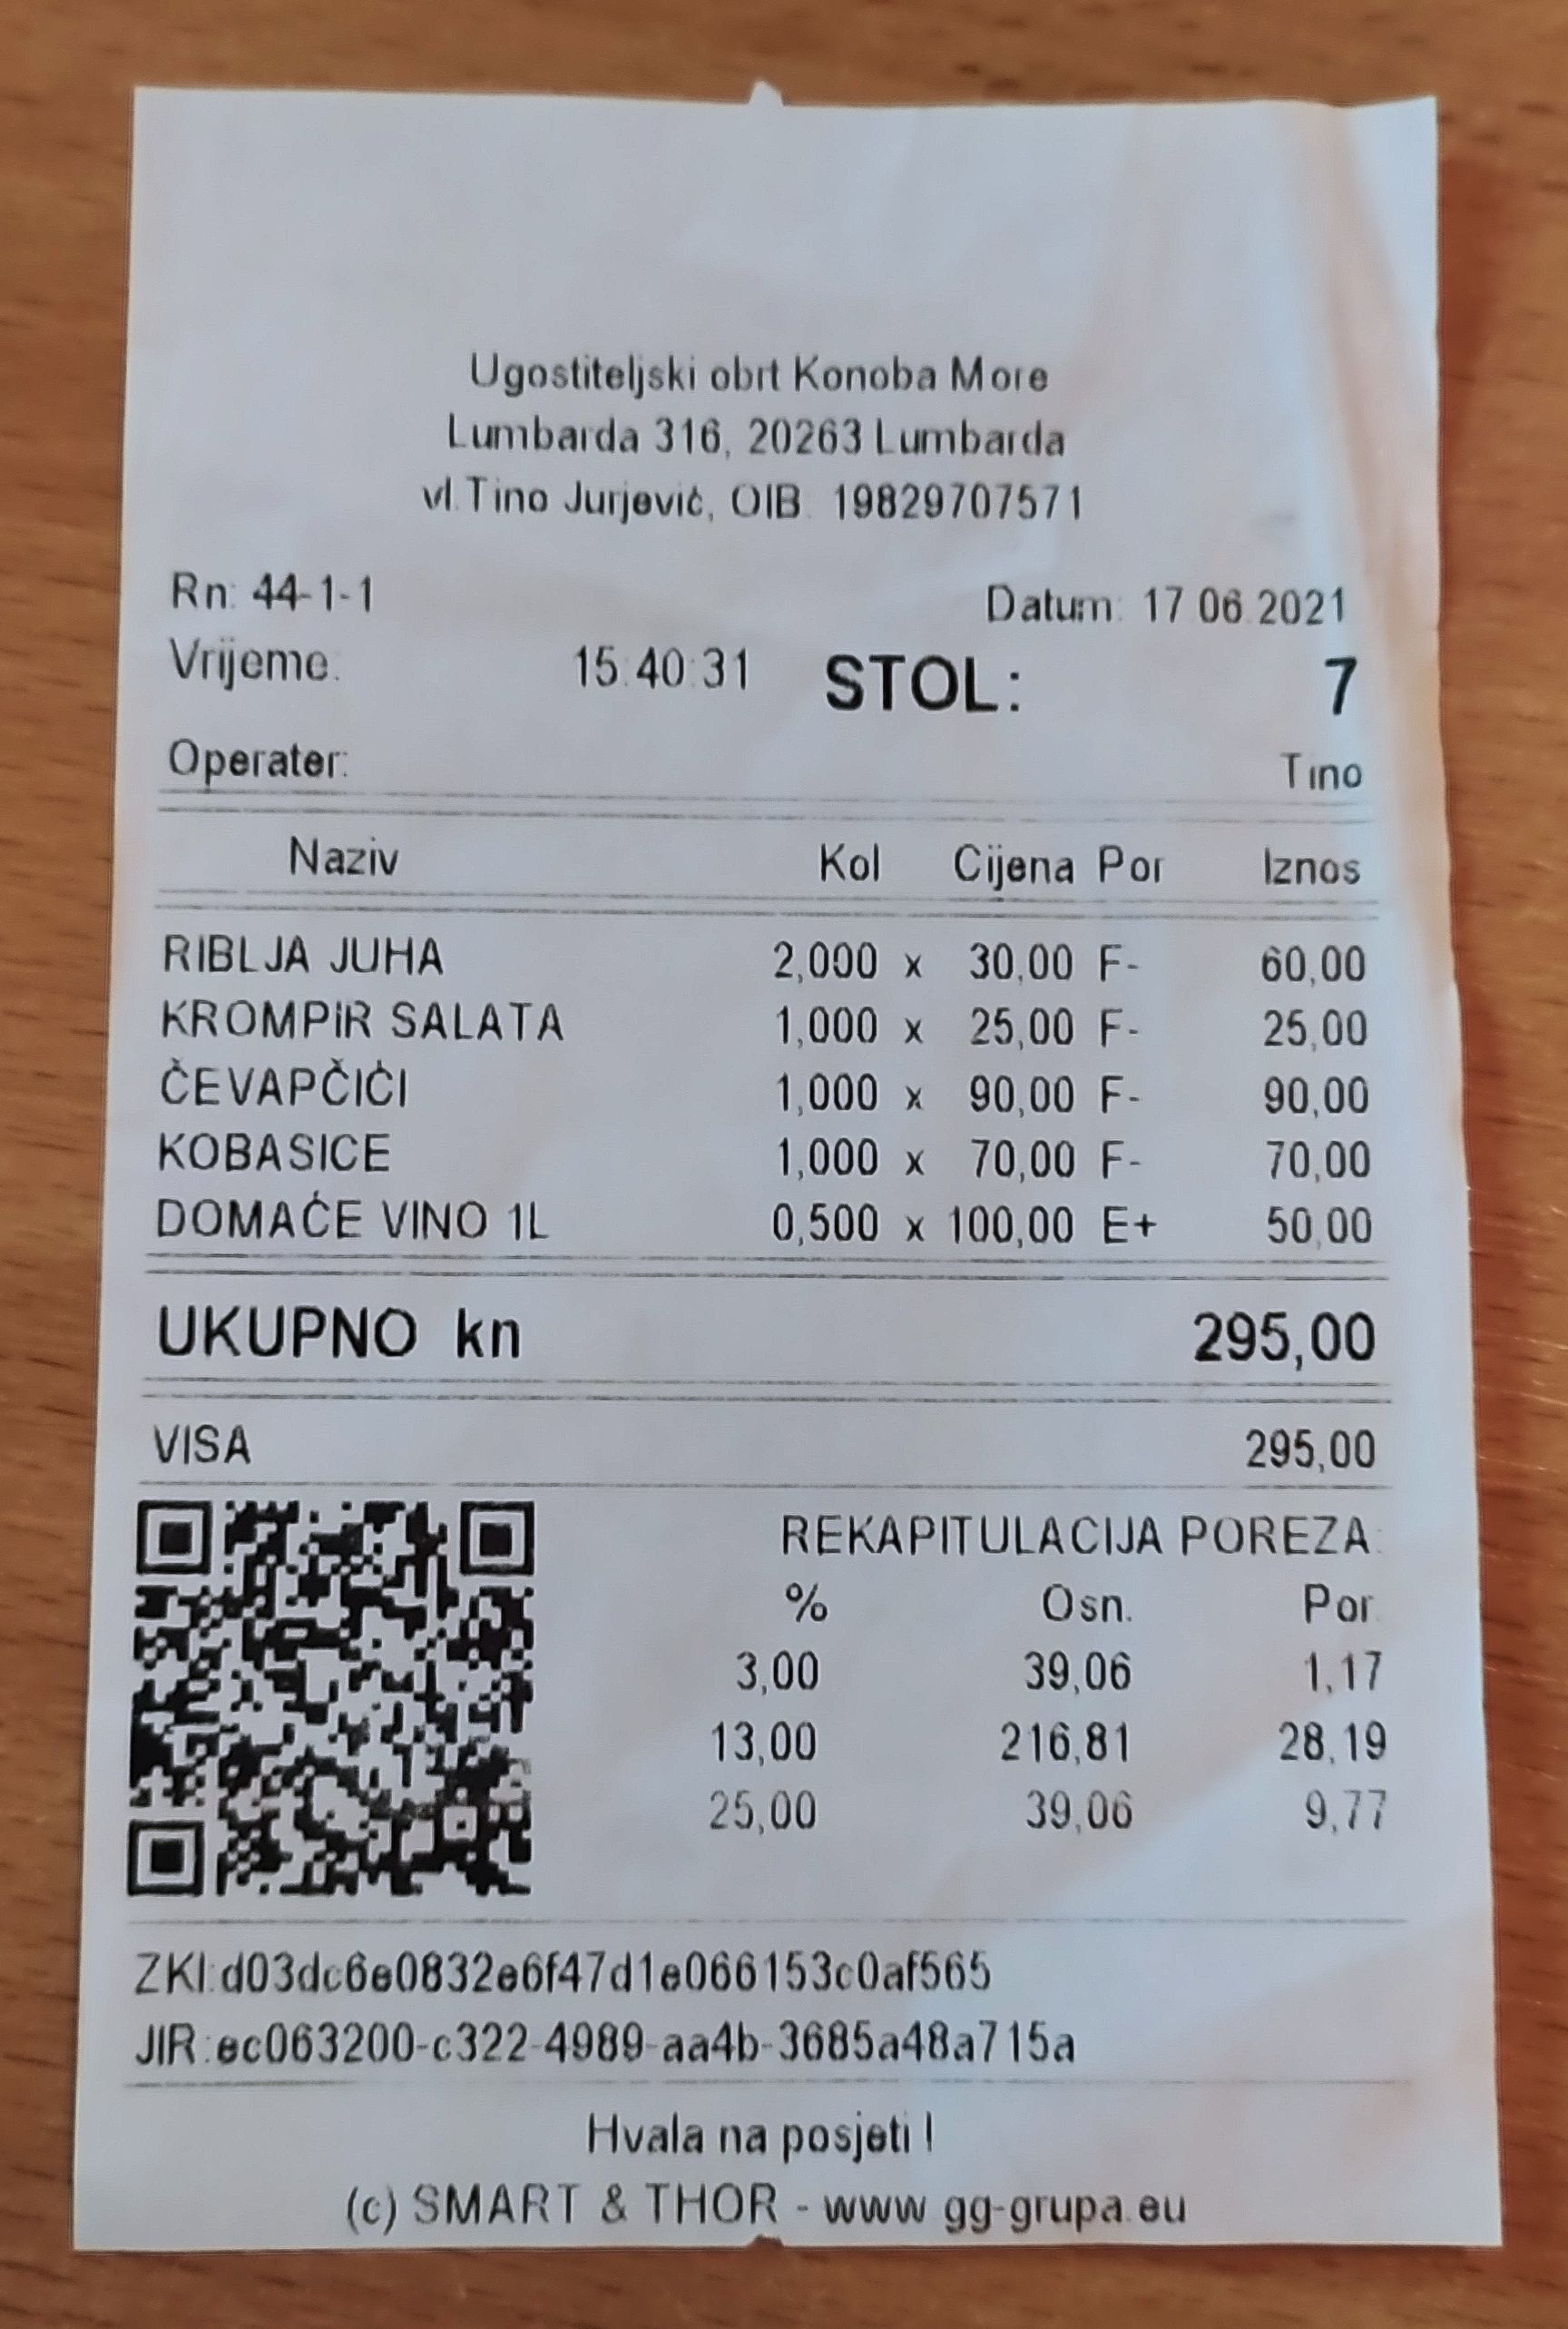 Ugostiteljski obrt Konoba More
Lumbarda 316, 20263 Lumbarda
vl.Tino Jurjević, OIB: 19829707571
Rn: 44-1-1 Datum: 17.06.2021
Vrijeme: 15:40:31 STOL: 7
Operater: Tino
Naziv Kol Cijena Por Iznos
RIBLJA JUHA 2,000 x 30,00 F- 60,00
KROMPIR SALATA 1,000 x 25,00 F- 25,00
ČEVAPČIĆI 1,000 x 90,00 F- 90,00
KOBASICE 1,000 x 70,00 F- 70,00
DOMAĆE VINO 1L 0,500 x 100,00 E+ 50,00
UKUPNO kn 295,00
VISA 295,00
REKAPITULACIJA POREZA:
% Osn. Por.
3,00 39,06 1,17
13,00 216,81 28,19
25,00 39,06 9,77
ZKI:d03dc6e0832e6f47d1e066153c0af565
JIR:ec063200-c322-4989-aa4b-3685a48a715a
Hvala na posjeti !
(c) SMART & THOR - www.gg-grupa.eu